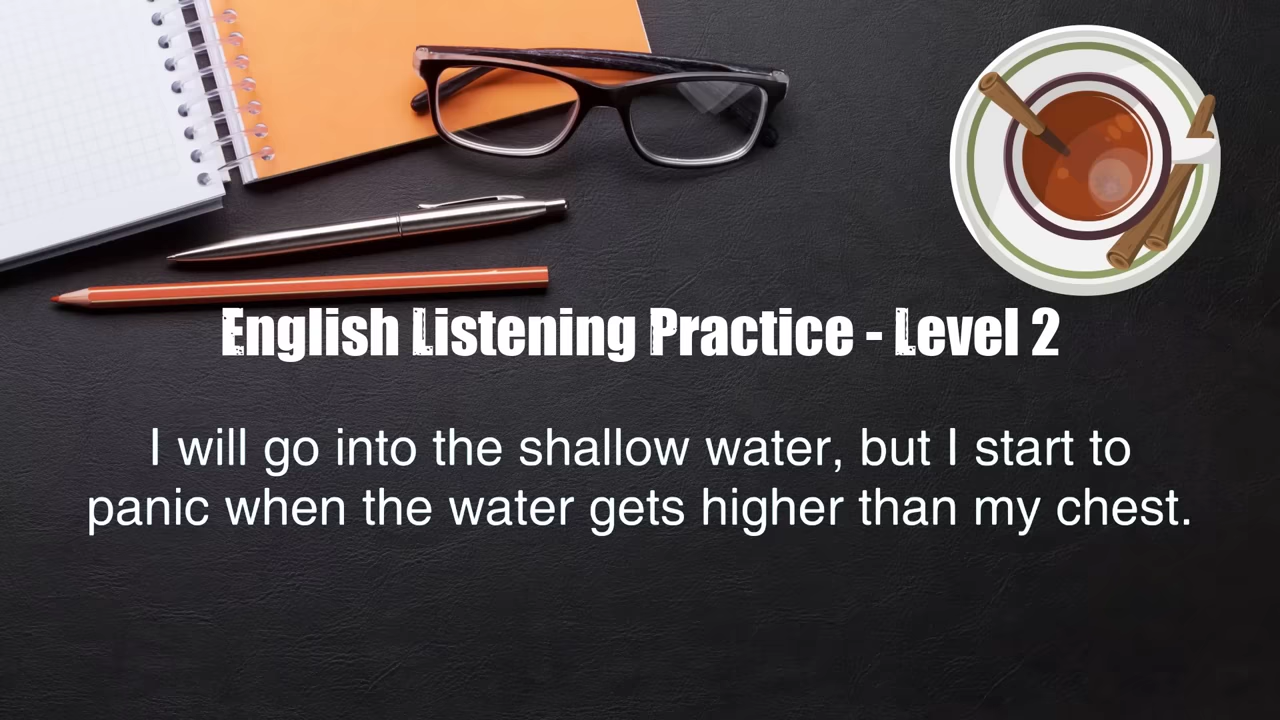 English Listening Practice - Level 2
I will go into the shallow water, but I start to
panic when the water gets higher than my chest.